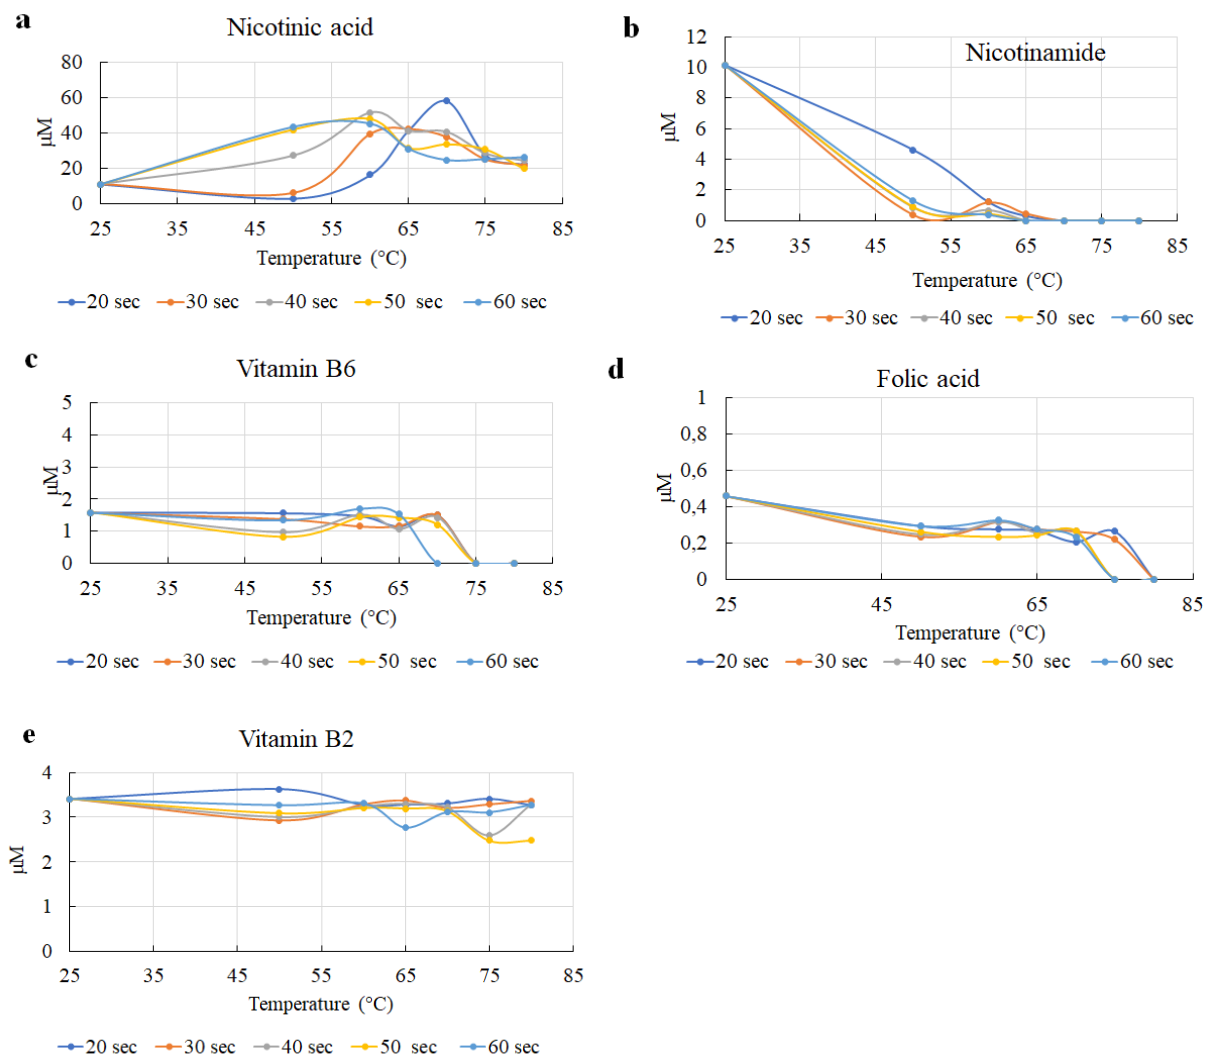 a
Nicotinic acid
80
60
40
20
0
µM
25 35 45 55 65 75 85
Temperature (°C)
20 sec 30 sec 40 sec 50 sec 60 sec
b
Nicotinamide
12
10
8
6
4
2
0
µM
25 35 45 55 65 75 85
Temperature (°C)
20 sec 30 sec 40 sec 50 sec 60 sec
c
Vitamin B6
5
4
3
2
1
0
µM
25 35 45 55 65 75 85
Temperature (°C)
20 sec 30 sec 40 sec 50 sec 60 sec
d
Folic acid
1
0,8
0,6
0,4
0,2
0
µM
25 45 65 85
Temperature (°C)
20 sec 30 sec 40 sec 50 sec 60 sec
e
Vitamin B2
4
3
2
1
0
µM
25 35 45 55 65 75 85
Temperature (°C)
20 sec 30 sec 40 sec 50 sec 60 sec